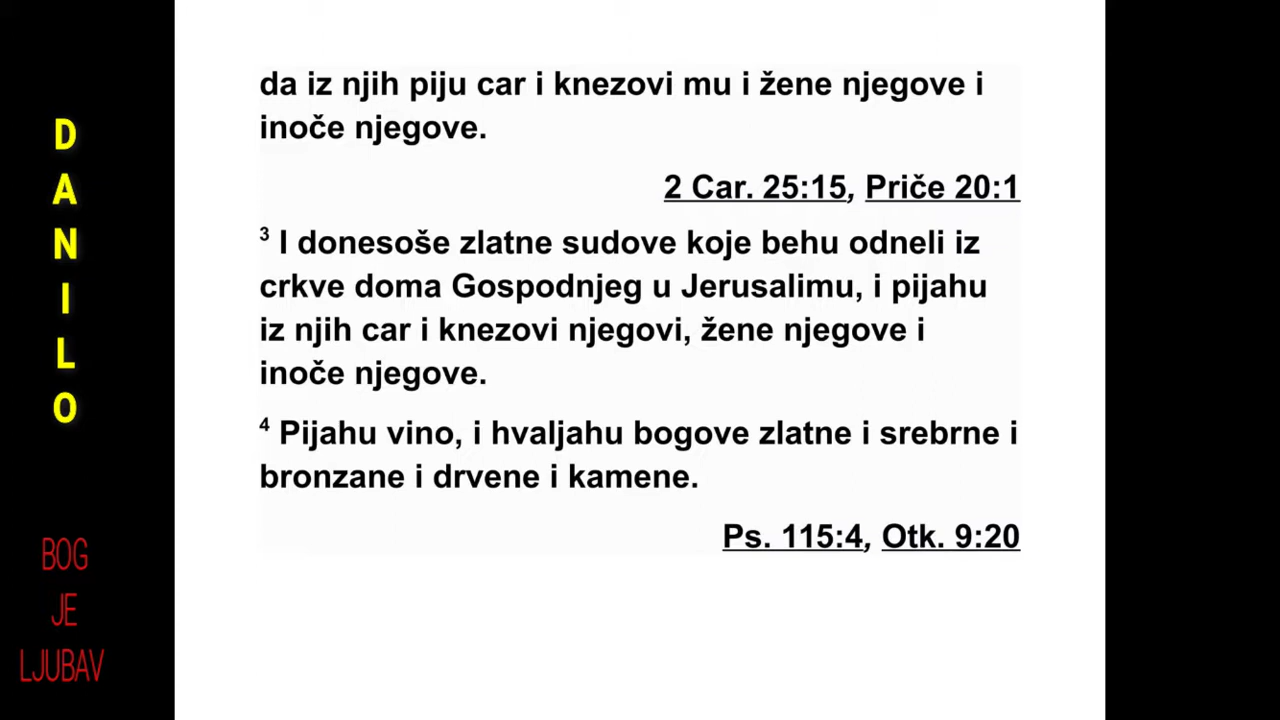 D
A
N
I
L
O
BOG
JE
LJUBAV
da iz njih piju car i knezovi mu i žene njegove i
inoče njegove.
2 Car. 25:15, Priče 20:1
3 I donesoše zlatne sudove koje behu odneli iz
crkve doma Gospodnjeg u Jerusalimu, i pijahu
iz njih car i knezovi njegovi, žene njegove i
inoče njegove.
4 Pijahu vino, i hvaljahu bogove zlatne i srebrne i
bronzane i drvene i kamene.
Ps. 115:4, Otk. 9:20